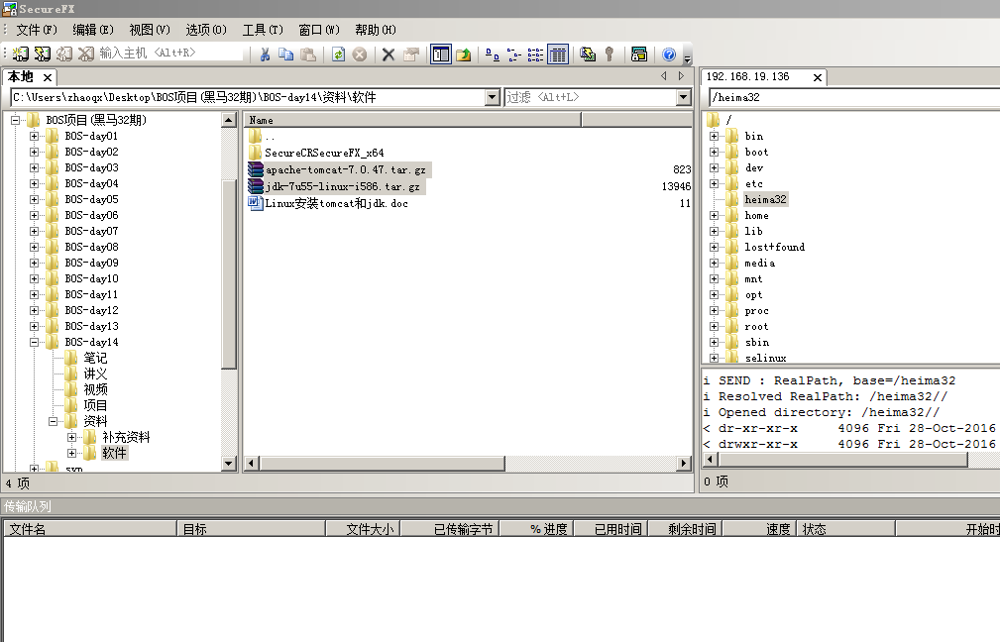 SecureFX
文件(F) 编辑(E) 视图(V) 选项(O) 工具(T) 窗口(W) 帮助(H)
输入主机 <Alt+R>
本地
C:\Users\zhaoqx\Desktop\BOS项目(黑马32期)\BOS-day14\资料\软件
过滤 <Alt+L>
BOS项目(黑马32期)
BOS-day01
BOS-day02
BOS-day03
BOS-day04
BOS-day05
BOS-day06
BOS-day07
BOS-day08
BOS-day09
BOS-day10
BOS-day11
BOS-day12
BOS-day13
BOS-day14
笔记
讲义
视频
项目
资料
补充资料
软件
svn
Name
..
SecureCRSecureFX_x64
apache-tomcat-7.0.47.tar.gz 823
jdk-7u55-linux-i586.tar.gz 13946
Linux安装tomcat和jdk.doc 11
4 项
192.168.19.136
/heima32
/
bin
boot
dev
etc
heima32
home
lib
lost+found
media
mnt
opt
proc
root
sbin
selinux
i SEND : RealPath, base=/heima32
i Resolved RealPath: /heima32//
i Opened directory: /heima32//
< dr-xr-xr-x 4096 Fri 28-Oct-2016
< drwxr-xr-x 4096 Fri 28-Oct-2016
0 项
传输队列
文件名 目标 文件大小 已传输字节 % 进度 已用时间 剩余时间 速度 状态 开始时